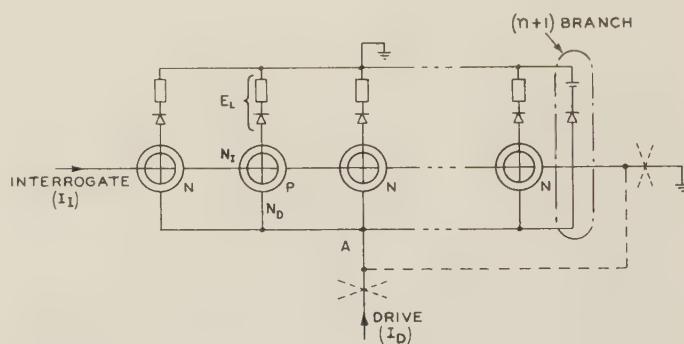 (n+1) BRANCH
E_L
N_I
INTERROGATE
(I_I)
N
P
N
N
N_D
A
DRIVE
(I_D)